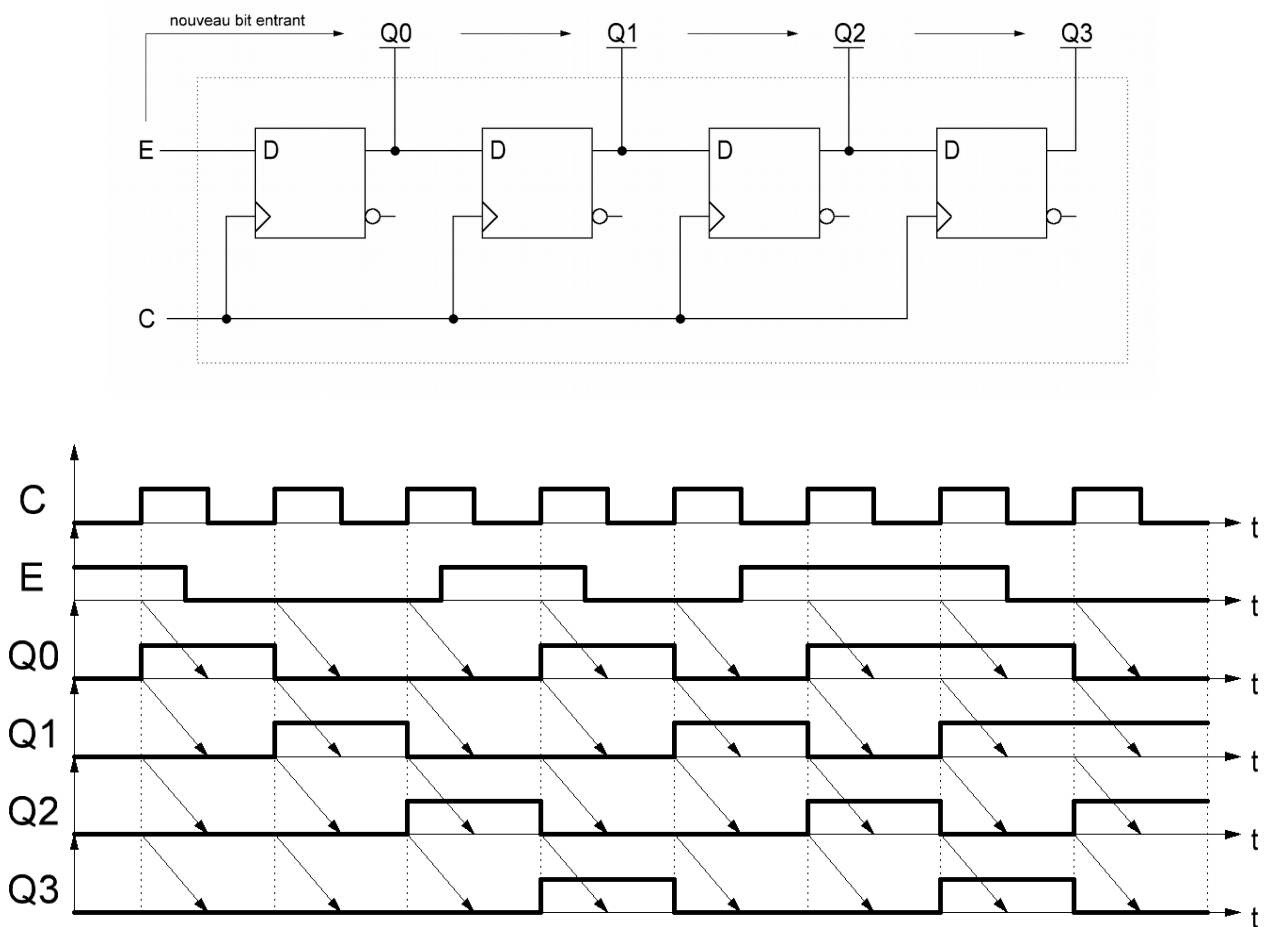 nouveau bit entrant
Q0 Q1 Q2 Q3
E D D D D
C
C t
E t
Q0 t
Q1 t
Q2 t
Q3 t